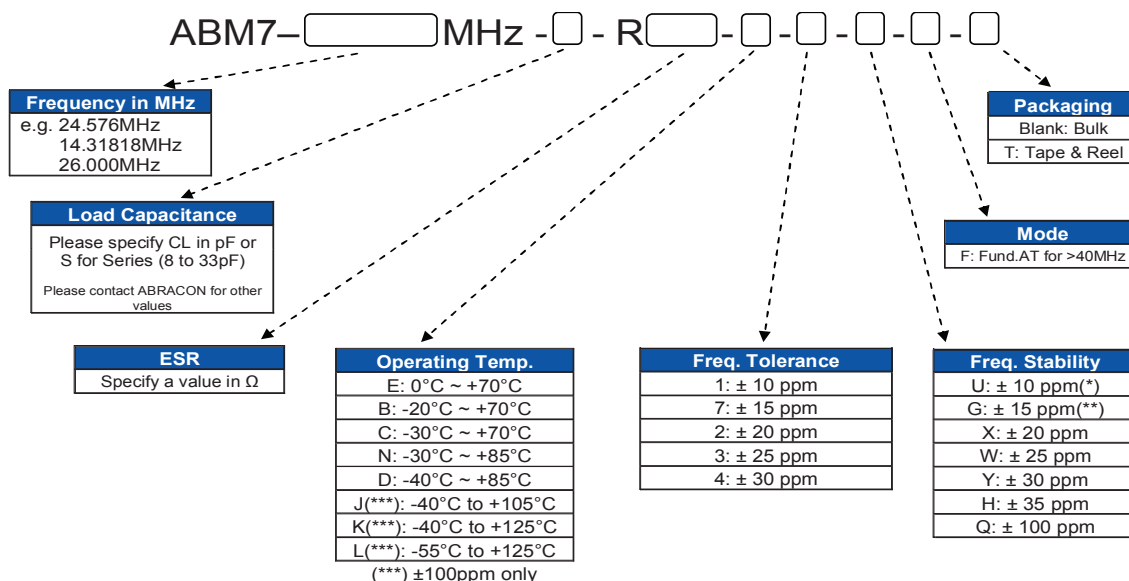 ABM7– MHz - - R - - - - -
Frequency in MHz
e.g. 24.576MHz
14.31818MHz
26.000MHz
Packaging
Blank: Bulk
T: Tape & Reel
Load Capacitance
Please specify CL in pF or
S for Series (8 to 33pF)
Please contact ABRACON for other
values
Mode
F: Fund.AT for >40MHz
ESR
Specify a value in Ω
Operating Temp.
E: 0°C ~ +70°C
B: -20°C ~ +70°C
C: -30°C ~ +70°C
N: -30°C ~ +85°C
D: -40°C ~ +85°C
J(***): -40°C to +105°C
K(***): -40°C to +125°C
L(***): -55°C to +125°C
(***) ±100ppm only
Freq. Tolerance
1: ± 10 ppm
7: ± 15 ppm
2: ± 20 ppm
3: ± 25 ppm
4: ± 30 ppm
Freq. Stability
U: ± 10 ppm(*)
G: ± 15 ppm(**)
X: ± 20 ppm
W: ± 25 ppm
Y: ± 30 ppm
H: ± 35 ppm
Q: ± 100 ppm